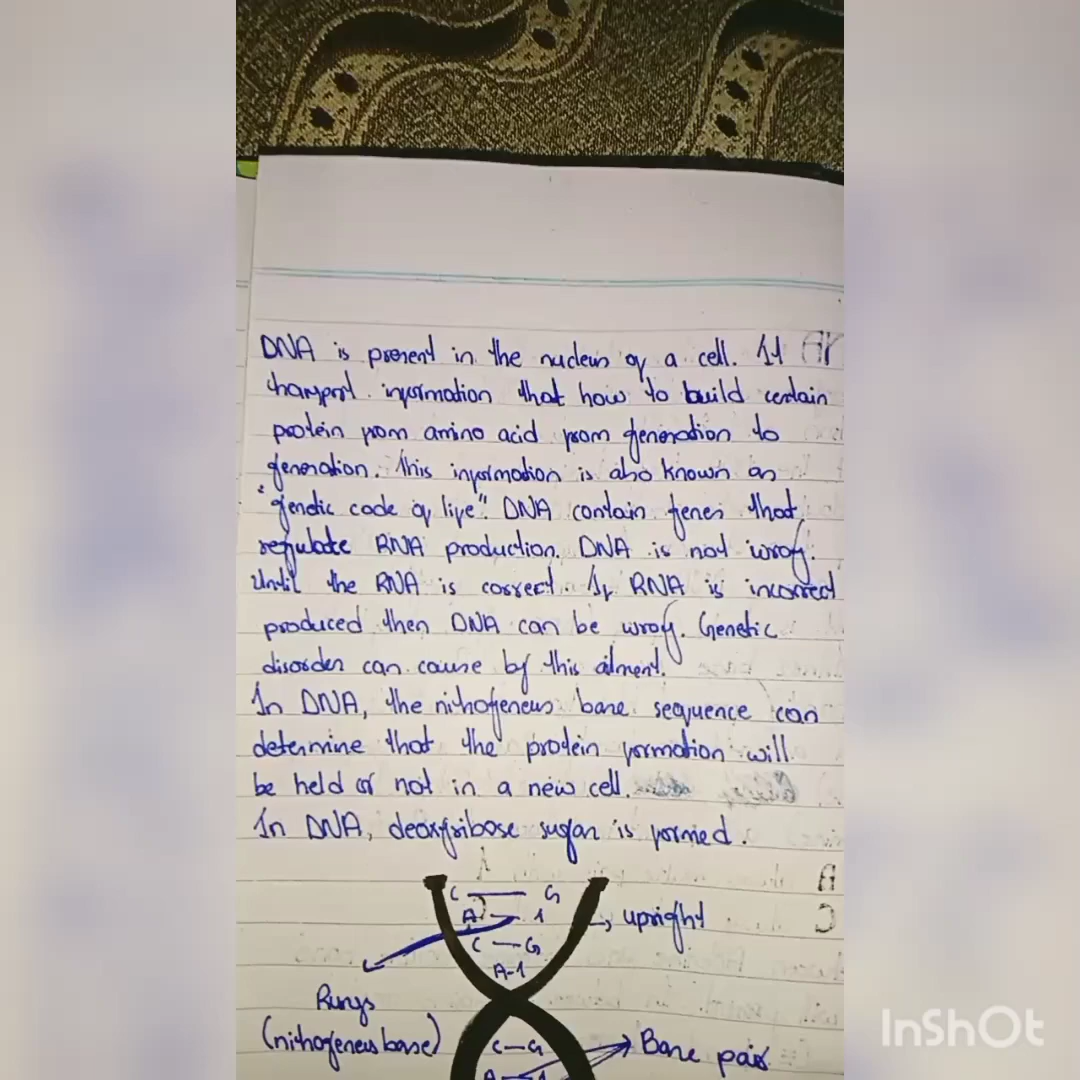 DNA is present in the nucleus of a cell. It
transport information that how to build certain
protein from amino acid from generation to
generation. This information is also known as
"genetic code of life". DNA contain genes that
regulate RNA production. DNA is not wrong.
Until the RNA is correct. If RNA is incorrect
produced then DNA can be wrong. Genetic
disorder can cause by this ailment.
In DNA, the nitrogeneus base sequence can
determine that the protein formation will
be held or not in a new cell.
In DNA, deoxyribose sugar is formed.
C — G
A — T → upright
C — G
A-T
Rungs
(nitrogeneus base)
C-G → Base pair
A — T
InShOt